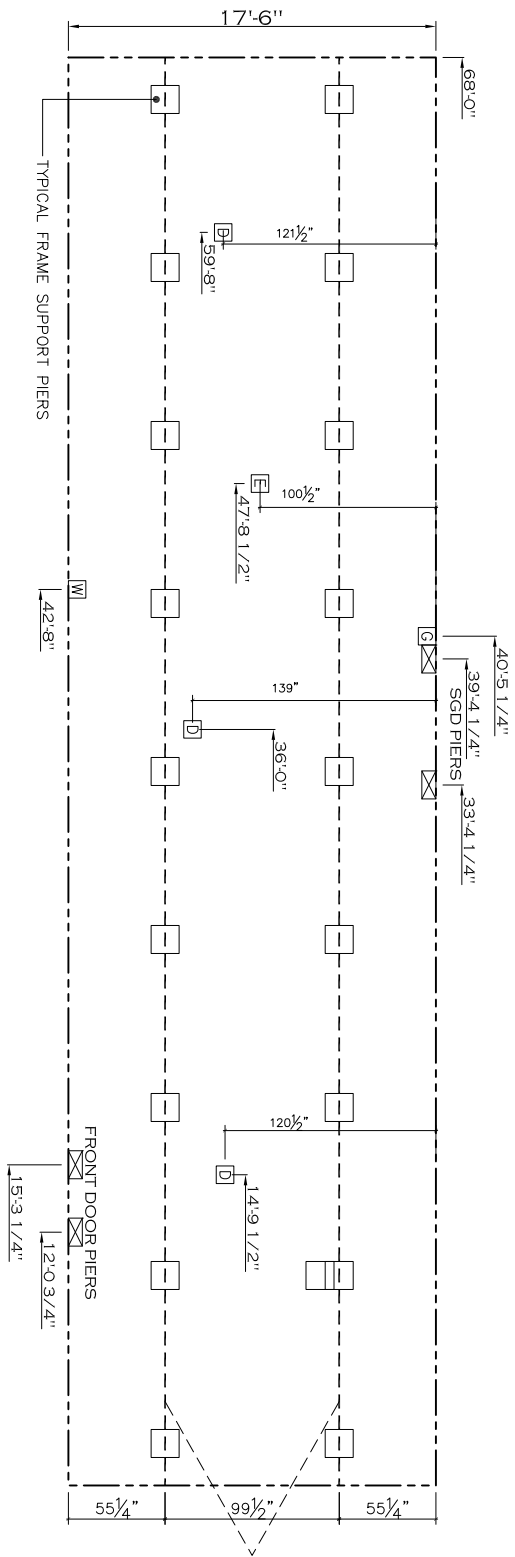 17'-6"
68'-0"
TYPICAL FRAME SUPPORT PIERS
121½"
D
59'-8"
E
100½"
47'-8 1/2"
W
42'-8"
G
40'-5 1/4"
39'-4 1/4"
SGD PIERS
33'-4 1/4"
139"
D
36'-0"
120½"
D
14'-9 1/2"
FRONT DOOR PIERS
15'-3 1/4"
12'-0 3/4"
55¼"
99½"
55¼"